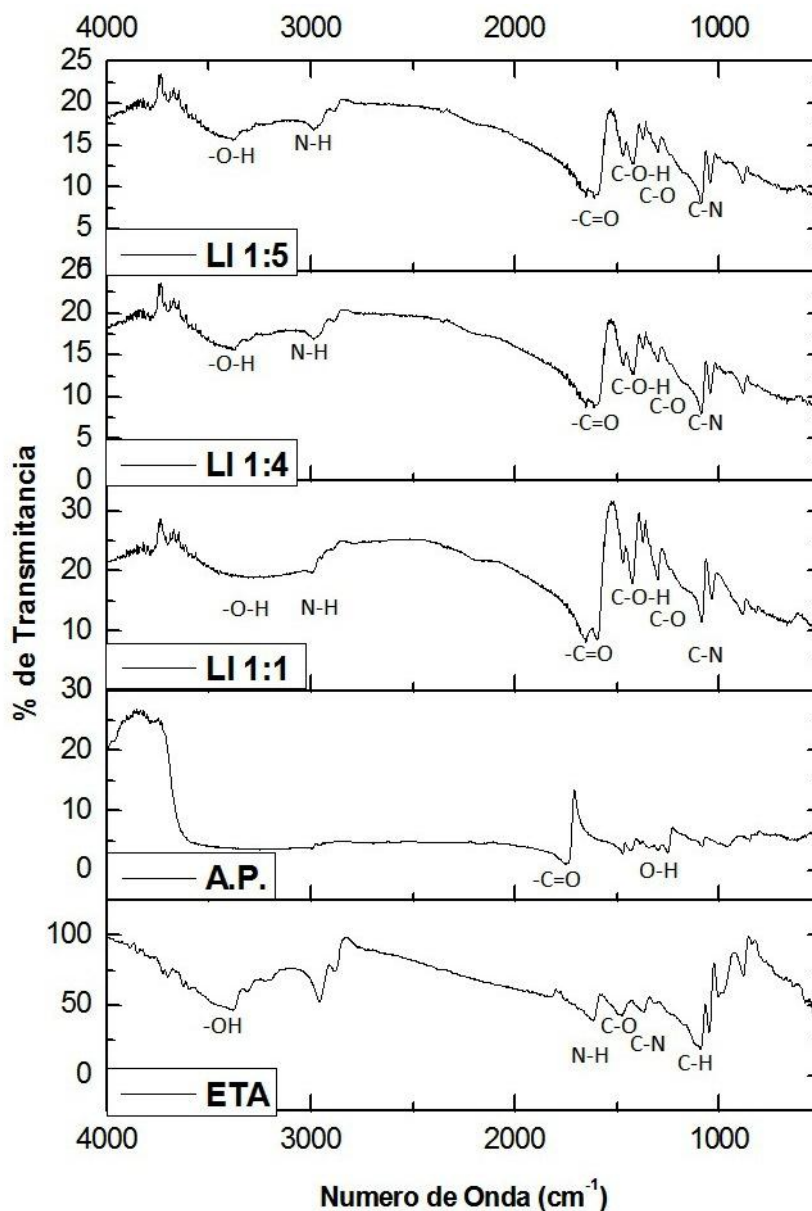 4000 3000 2000 1000
25
20
15
10
5
-O-H
N-H
-C=O
C-O-H
C-O
C-N
LI 1:5
20
15
10
5
0
-O-H
N-H
-C=O
C-O-H
C-O
C-N
LI 1:4
% de Transmitancia
30
20
10
-O-H
N-H
-C=O
C-O-H
C-O
C-N
LI 1:1
30
20
10
0
-C=O
O-H
A.P.
100
50
0
-OH
N-H
C-O
C-N
C-H
ETA
4000 3000 2000 1000
Numero de Onda (cm⁻¹)